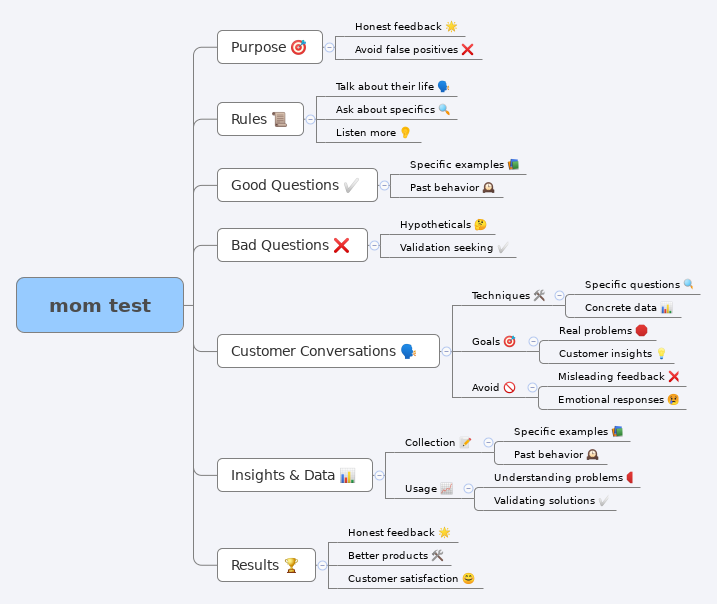 mom test
Purpose 🎯
Honest feedback 🌟
Avoid false positives ❌
Rules 📜
Talk about their life 🗣️
Ask about specifics 🔍
Listen more 👂
Good Questions ✔️
Specific examples 📚
Past behavior 🕰️
Bad Questions ❌
Hypotheticals 🤔
Validation seeking ✔️
Customer Conversations 🗣️
Techniques 🛠️
Specific questions 🔍
Concrete data 📊
Goals 🎯
Real problems 🛑
Customer insights 💡
Avoid 🚫
Misleading feedback ❌
Emotional responses 😢
Insights & Data 📊
Collection 📝
Specific examples 📚
Past behavior 🕰️
Usage 📈
Understanding problems 🛑
Validating solutions ✔️
Results 🏆
Honest feedback 🌟
Better products 🛠️
Customer satisfaction 😊